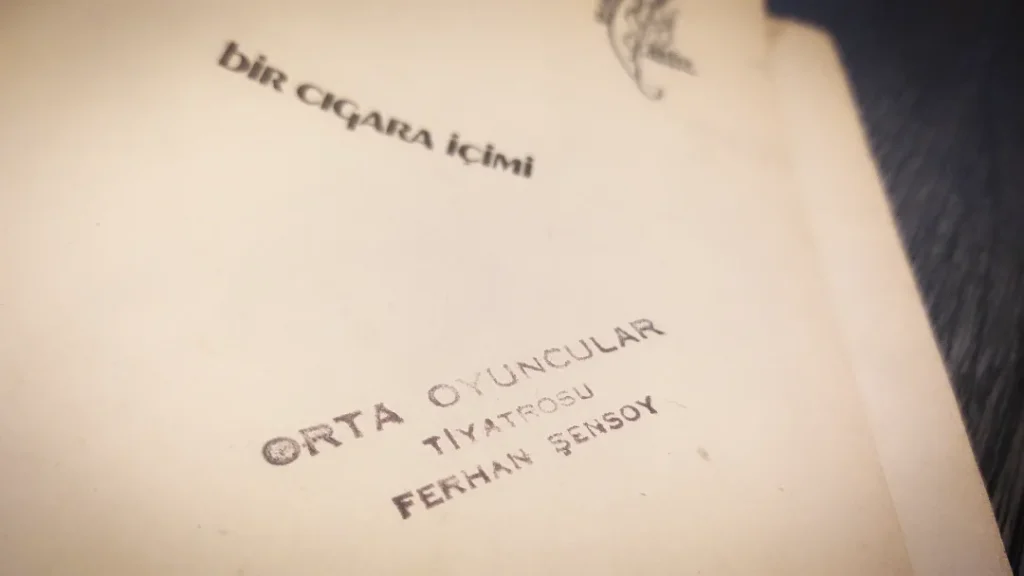 bir cıgara içimi
ORTA OYUNCULAR
TİYATROSU
FERHAN ŞENSOY